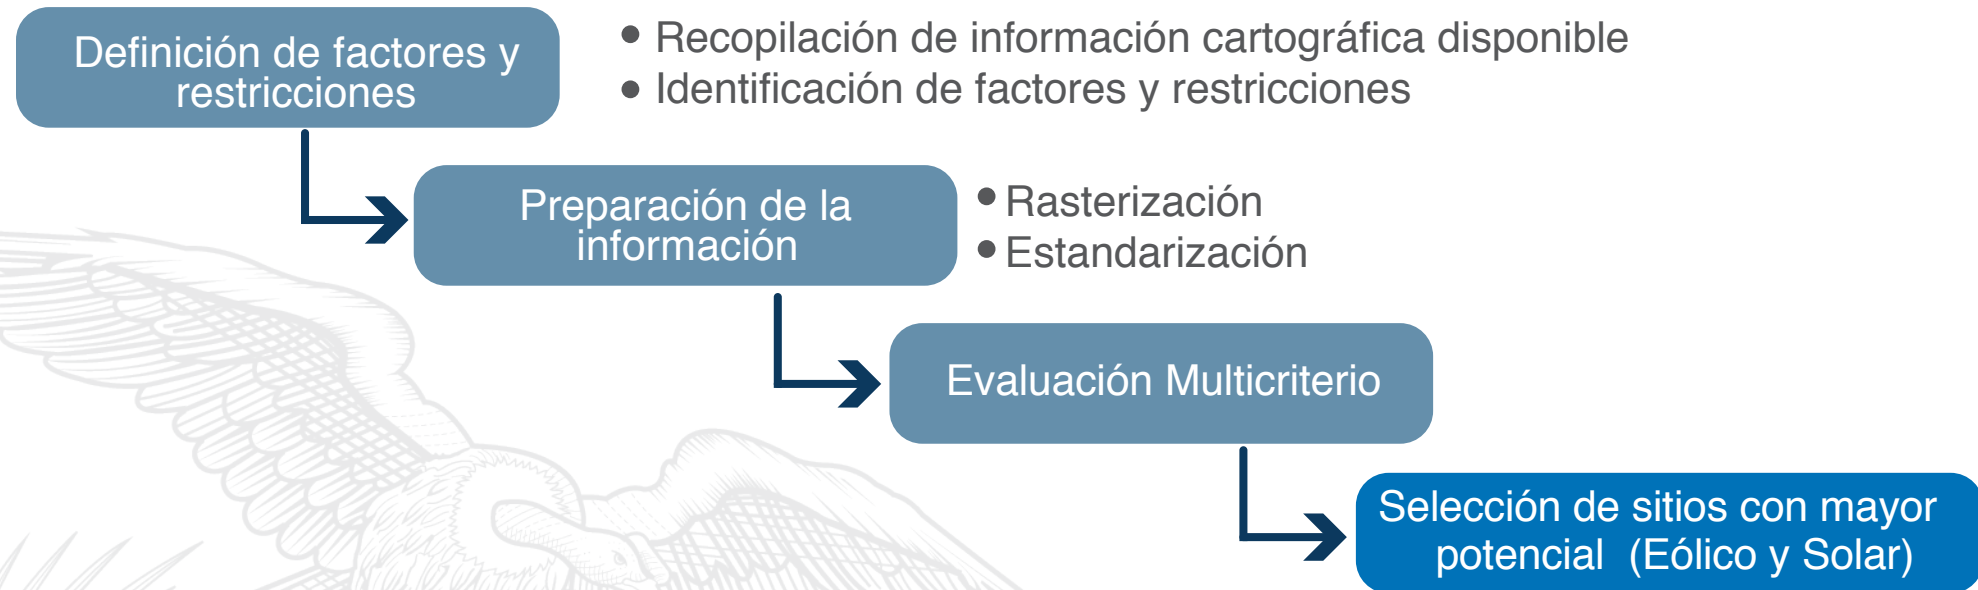 Definición de factores y
restricciones
• Recopilación de información cartográfica disponible
• Identificación de factores y restricciones
Preparación de la
información
• Rasterización
• Estandarización
Evaluación Multicriterio
Selección de sitios con mayor
potencial (Eólico y Solar)